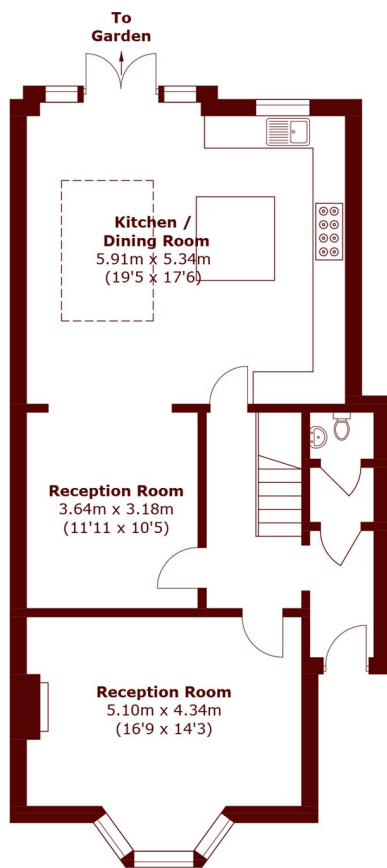 To
Garden
Kitchen /
Dining Room
5.91m x 5.34m
(19'5 x 17'6)
Reception Room
3.64m x 3.18m
(11'11 x 10'5)
Reception Room
5.10m x 4.34m
(16'9 x 14'3)